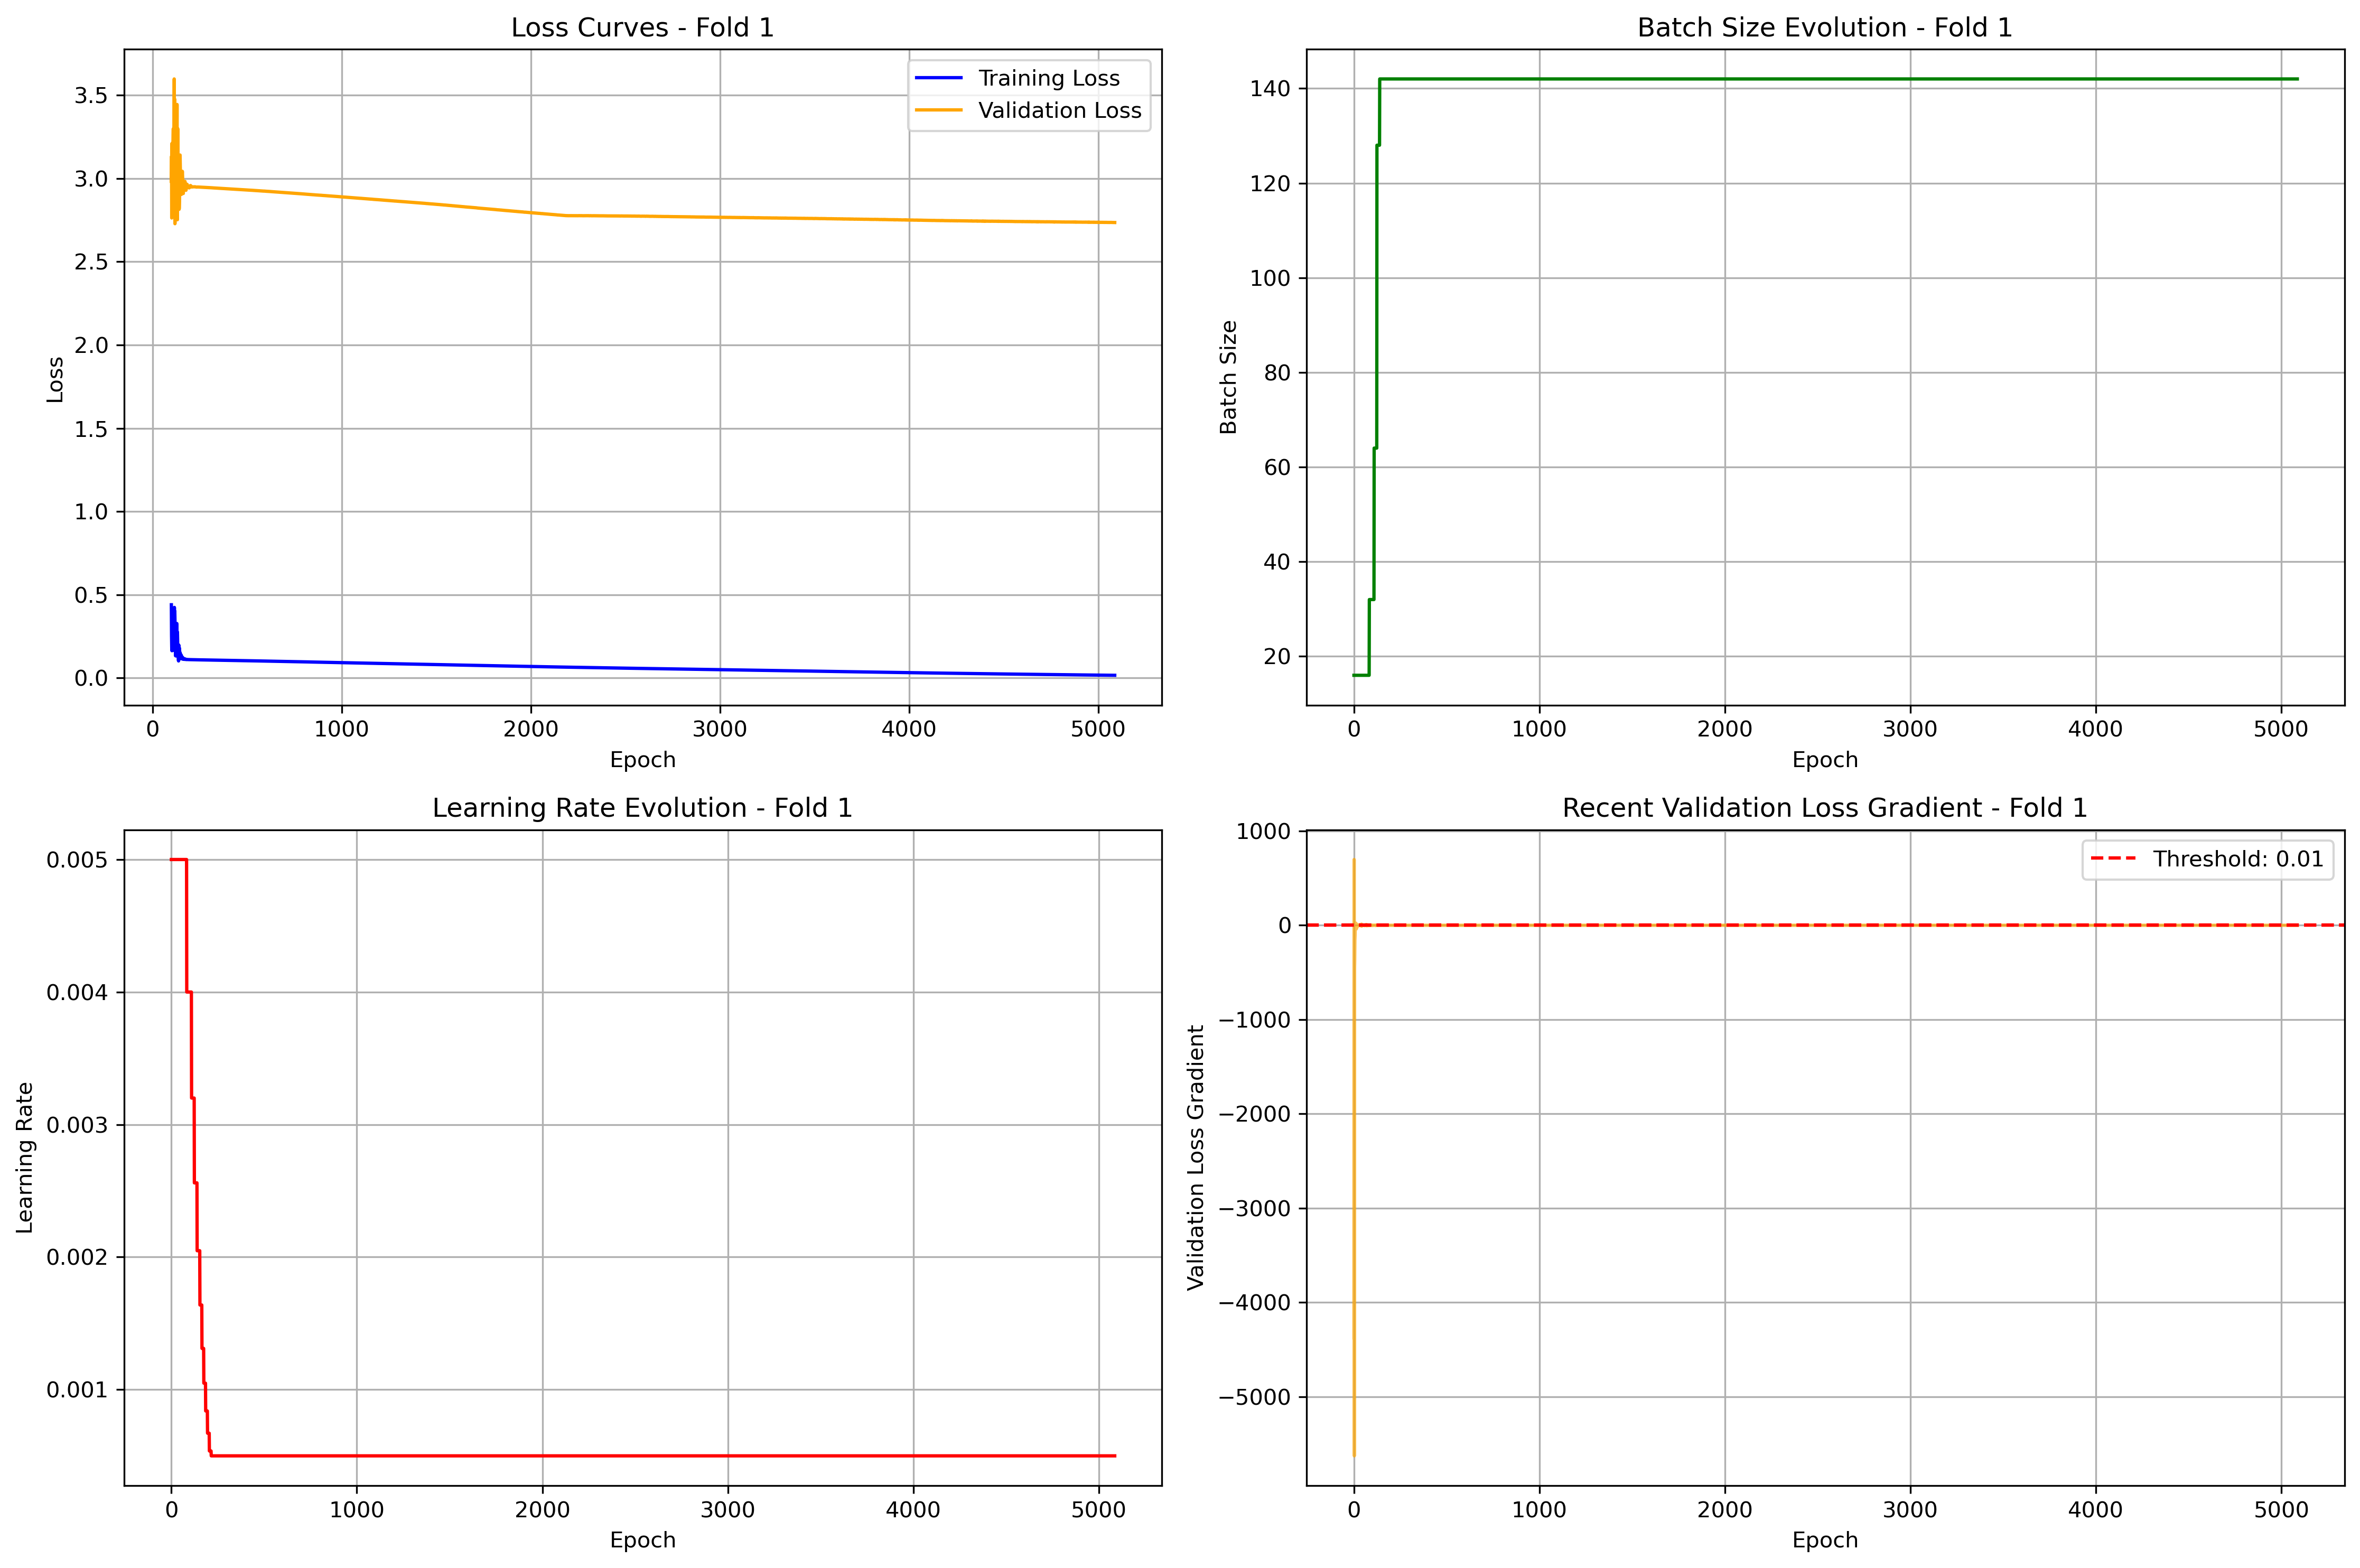 Loss Curves - Fold 1
Training Loss
Validation Loss
3.5
3.0
2.5
2.0
1.5
1.0
0.5
0.0
Loss
0 1000 2000 3000 4000 5000
Epoch
Batch Size Evolution - Fold 1
140
120
100
80
60
40
20
Batch Size
0 1000 2000 3000 4000 5000
Epoch
Learning Rate Evolution - Fold 1
0.005
0.004
0.003
0.002
0.001
Learning Rate
0 1000 2000 3000 4000 5000
Epoch
Recent Validation Loss Gradient - Fold 1
Threshold: 0.01
1000
0
−1000
−2000
−3000
−4000
−5000
Validation Loss Gradient
0 1000 2000 3000 4000 5000
Epoch